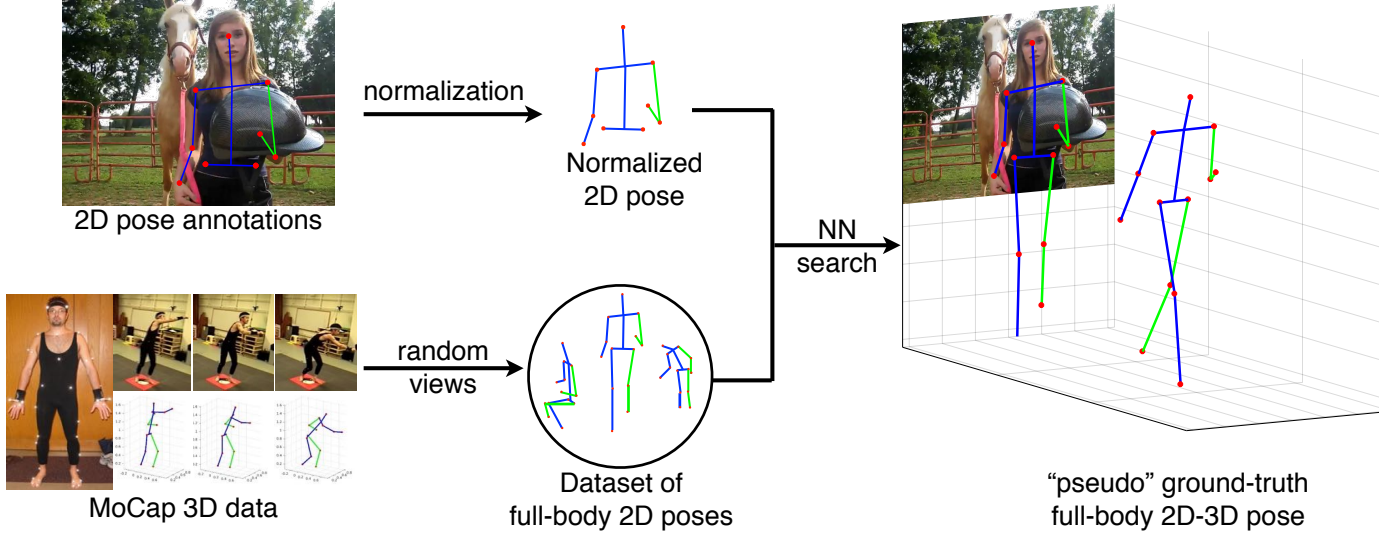 normalization
Normalized
2D pose
2D pose annotations
NN
search
random
views
MoCap 3D data
Dataset of
full-body 2D poses
“pseudo” ground-truth
full-body 2D-3D pose